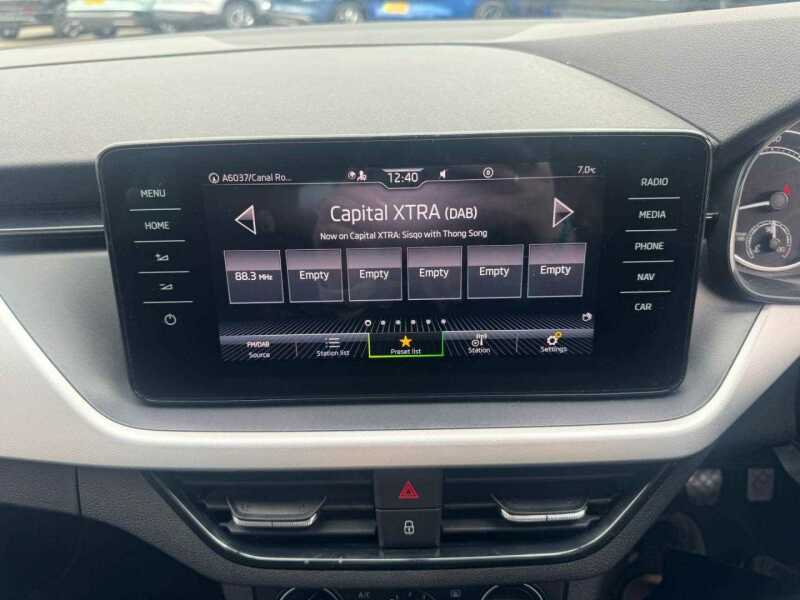 A6037/Canal Ro... 12:40 7.0°C
MENU
HOME
RADIO
MEDIA
PHONE
NAV
CAR
Capital XTRA (DAB)
Now on Capital XTRA: Sisqo with Thong Song
88.3 MHz Empty Empty Empty Empty Empty
FM/DAB
Source
Station list
Preset list
Station
Settings
A/C